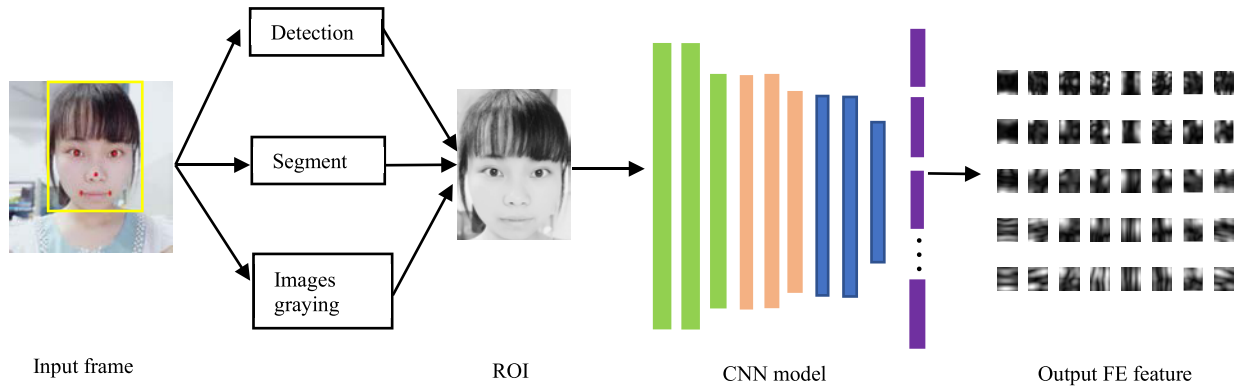 Detection
Segment
Images
graying
Input frame
ROI
CNN model
Output FE feature